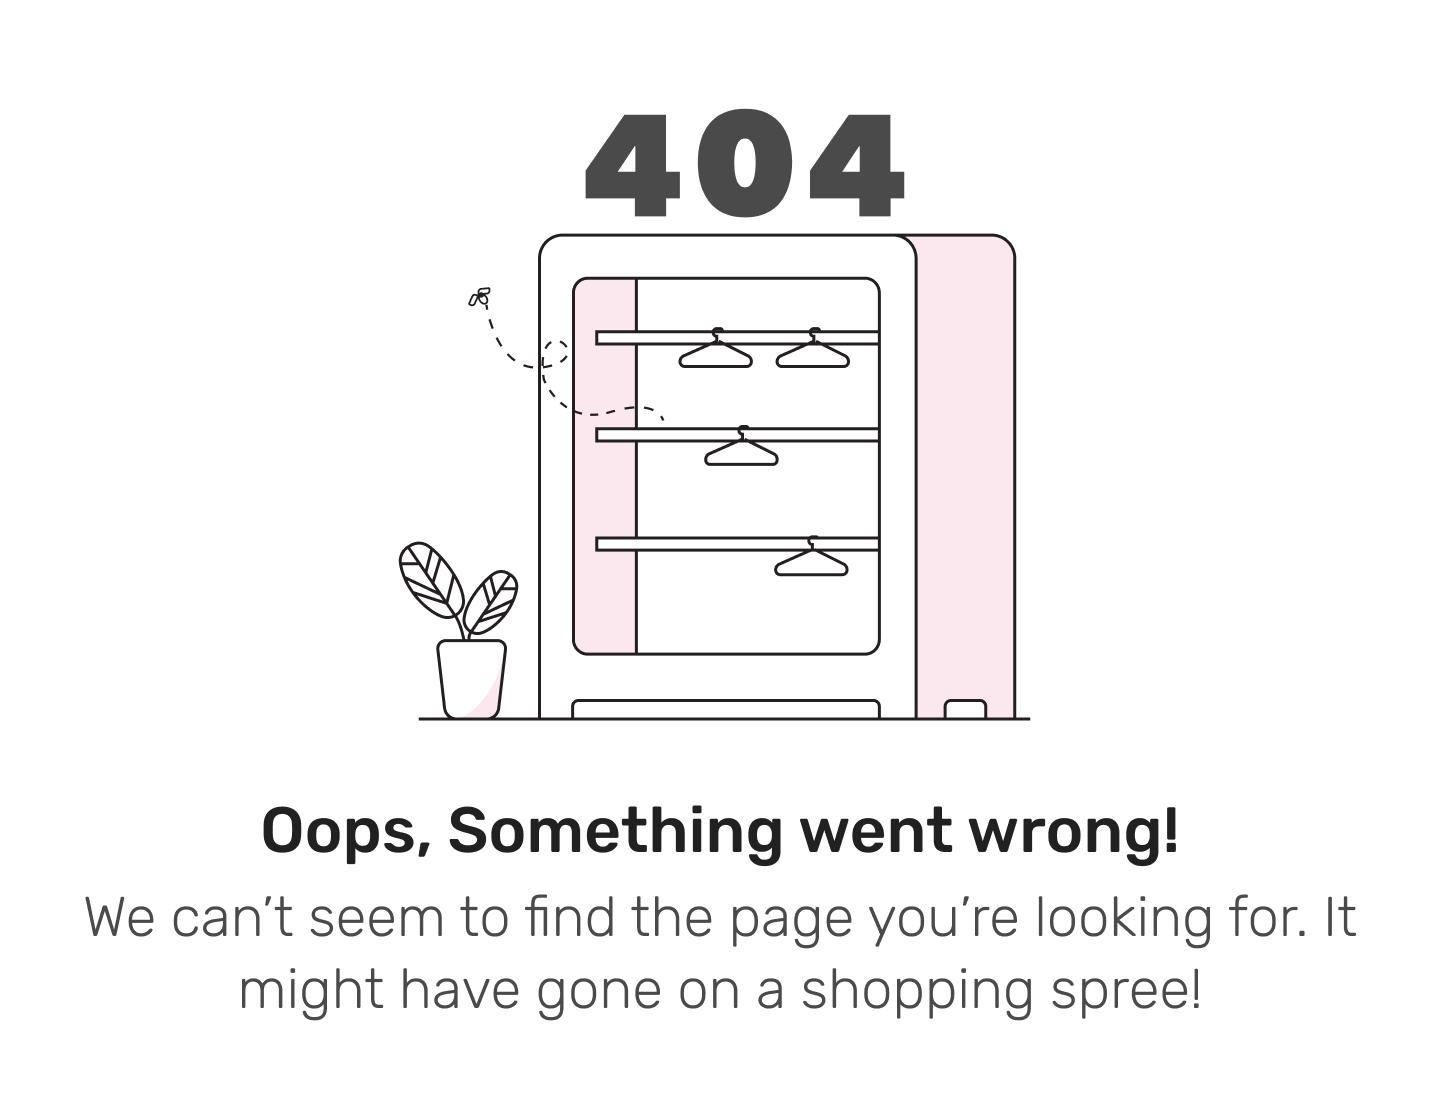 404
Oops, Something went wrong!
We can’t seem to find the page you’re looking for. It
might have gone on a shopping spree!